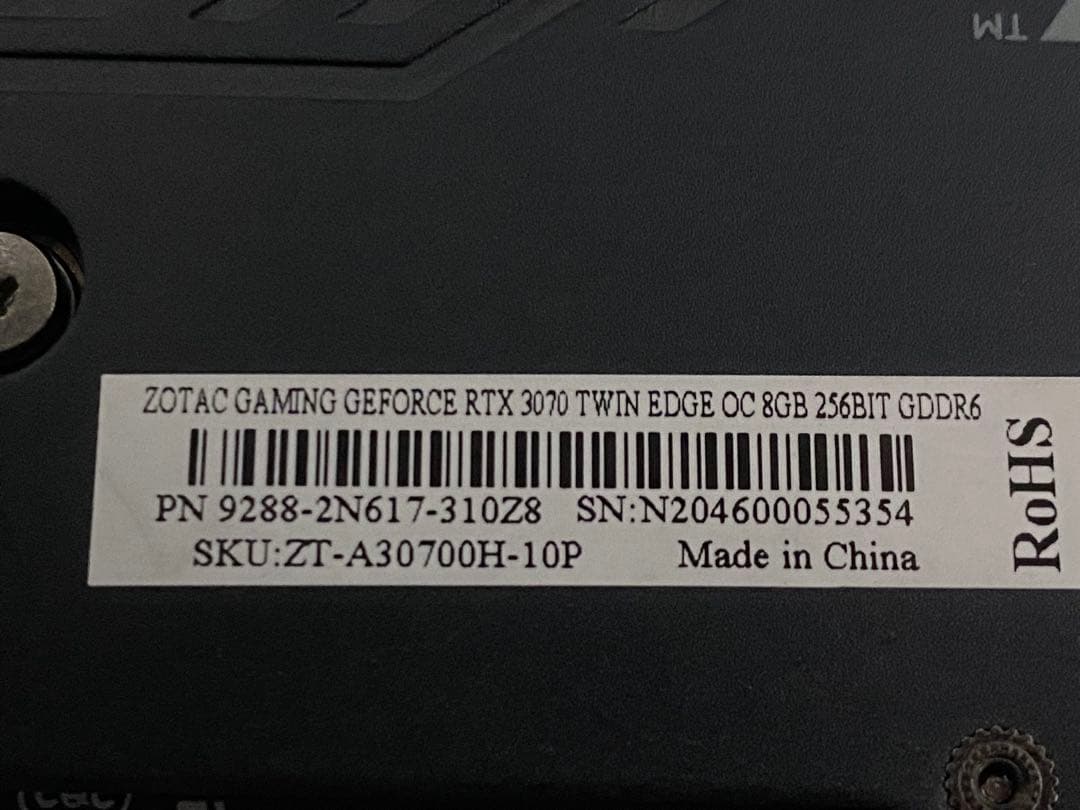 TM
ZOTAC GAMING GEFORCE RTX 3070 TWIN EDGE OC 8GB 256BIT GDDR6
PN 9288-2N617-310Z8 SN:N204600055354
SKU:ZT-A30700H-10P Made in China
RoHS